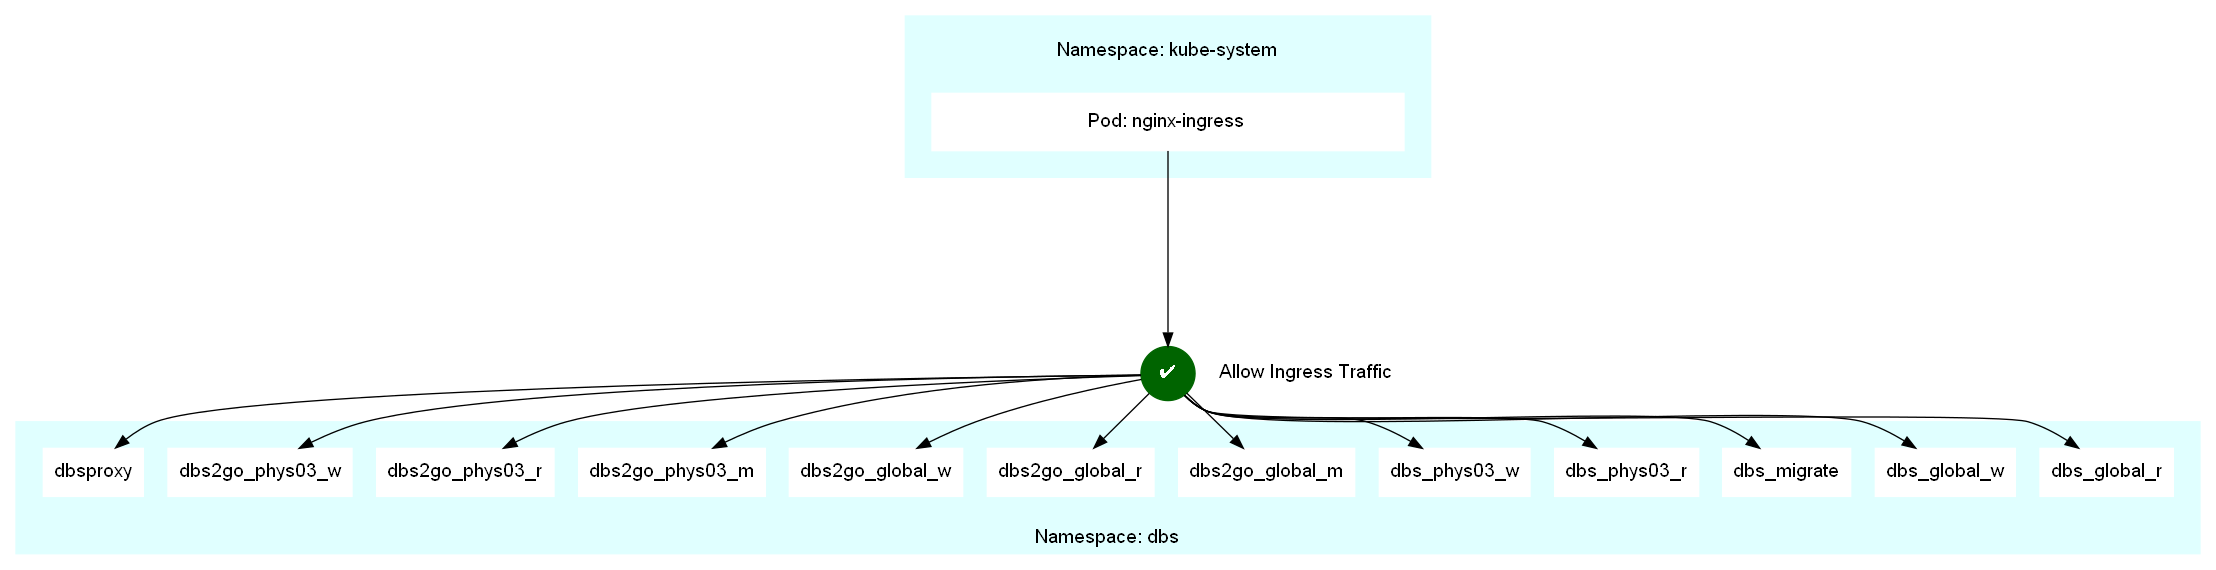 Namespace: kube-system
Pod: nginx-ingress
✔
Allow Ingress Traffic
dbsproxy
dbs2go_phys03_w
dbs2go_phys03_r
dbs2go_phys03_m
dbs2go_global_w
dbs2go_global_r
dbs2go_global_m
dbs_phys03_w
dbs_phys03_r
dbs_migrate
dbs_global_w
dbs_global_r
Namespace: dbs